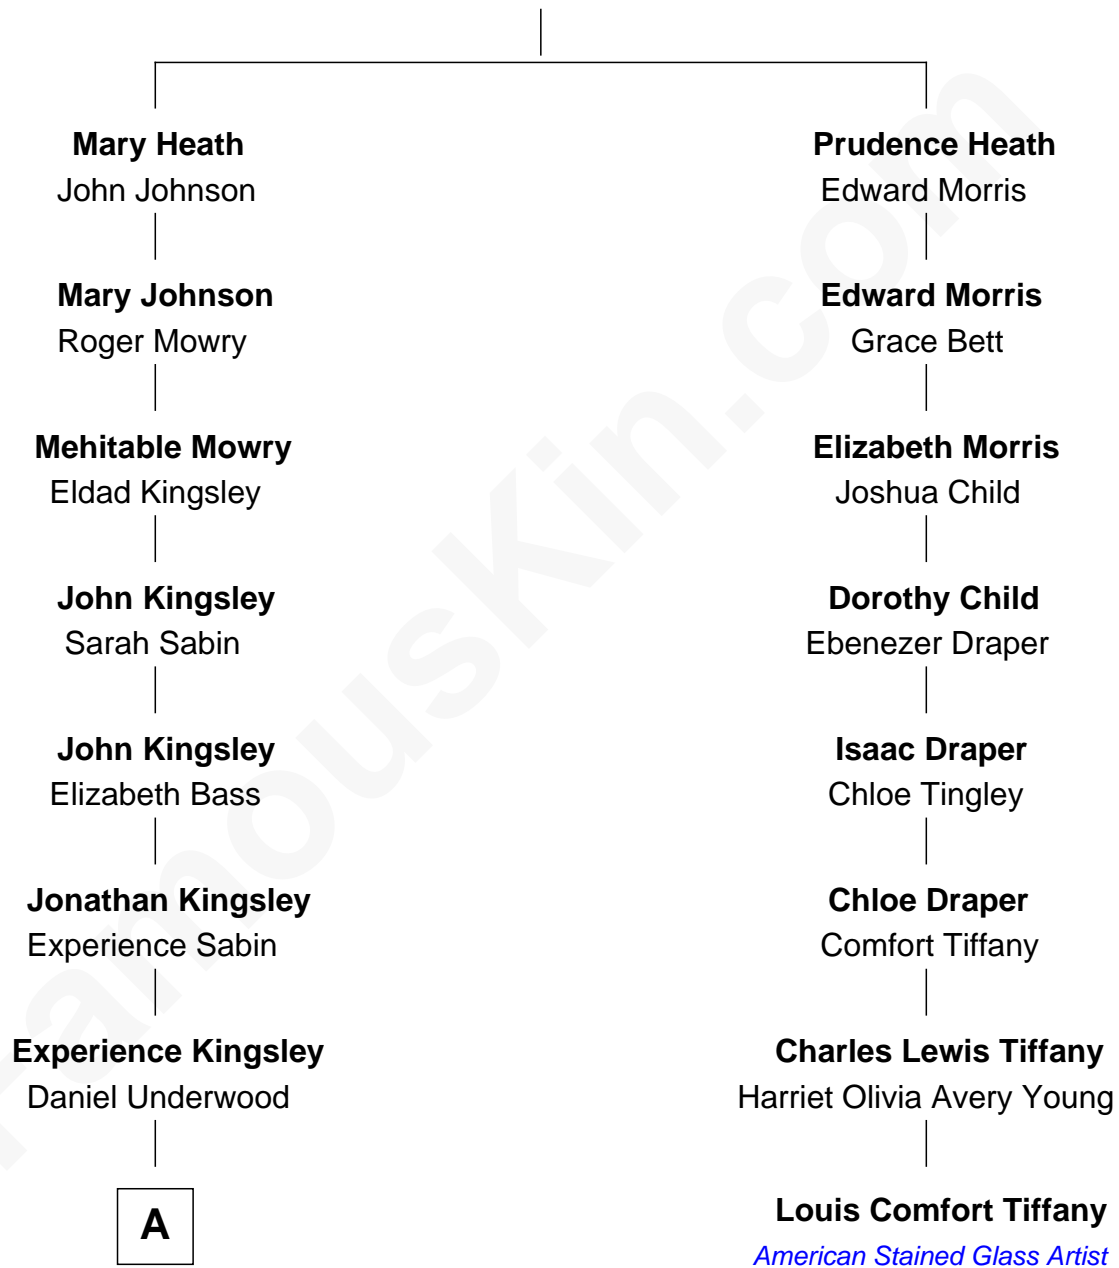 Mary Heath
John Johnson
Mary Johnson
Roger Mowry
Mehitable Mowry
Eldad Kingsley
John Kingsley
Sarah Sabin
John Kingsley
Elizabeth Bass
Jonathan Kingsley
Experience Sabin
Experience Kingsley
Daniel Underwood
A
Prudence Heath
Edward Morris
Edward Morris
Grace Bett
Elizabeth Morris
Joshua Child
Dorothy Child
Ebenezer Draper
Isaac Draper
Chloe Tingley
Chloe Draper
Comfort Tiffany
Charles Lewis Tiffany
Harriet Olivia Avery Young
Louis Comfort Tiffany
American Stained Glass Artist
FamousKin.com